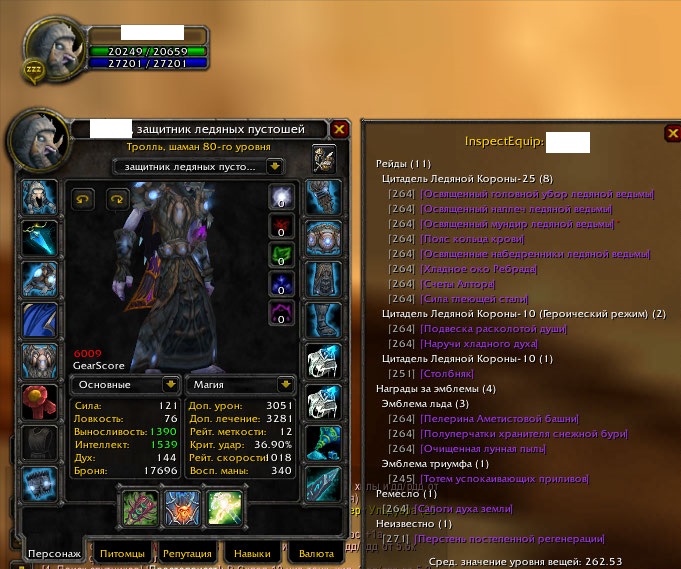 20249 / 20659
27201 / 27201
zzz
, защитник ледяных пустошей
Тролль, шаман 80-го уровня
защитник ледяных пусто...
0
0
0
0
0
6009
GearScore
Основные
Магия
Сила: 121
Ловкость: 76
Выносливость: 1390
Интеллект: 1539
Дух: 144
Броня: 17696
Доп. урон: 3051
Доп. лечение: 3281
Рейт. меткости: 12
Крит. удар: 36.90%
Рейт. скорости: 1018
Восп. маны: 340
Персонаж
Питомцы
Репутация
Навыки
Валюта
InspectEquip:
Рейды (11)
Цитадель Ледяной Короны-25 (8)
[264] [Освященный головной убор ледяной ведьмы]
[264] [Освященный наплеч ледяной ведьмы]
[264] [Освященный мундир ледяной ведьмы]
[264] [Пояс кольца крови]
[264] [Освященные набедренники ледяной ведьмы]
[264] [Хладное око Ребрада]
[264] [Счеты Алтора]
[264] [Сила тлеющей стали]
Цитадель Ледяной Короны-10 (Героический режим) (2)
[264] [Подвеска расколотой души]
[264] [Наручи хладного духа]
Цитадель Ледяной Короны-10 (1)
[251] [Столбняк]
Награды за эмблемы (4)
Эмблема льда (3)
[264] [Пелерина Аметистовой башни]
[264] [Полуперчатки хранителя снежной бури]
[264] [Очищенная лунная пыль]
Эмблема триумфа (1)
[245] [Тотем успокаивающих приливов]
Ремесло (1)
[264] [Сапоги духа земли]
Неизвестно (1)
[271] [Перстень постепенной регенерации]
Сред. значение уровня вещей: 262.53